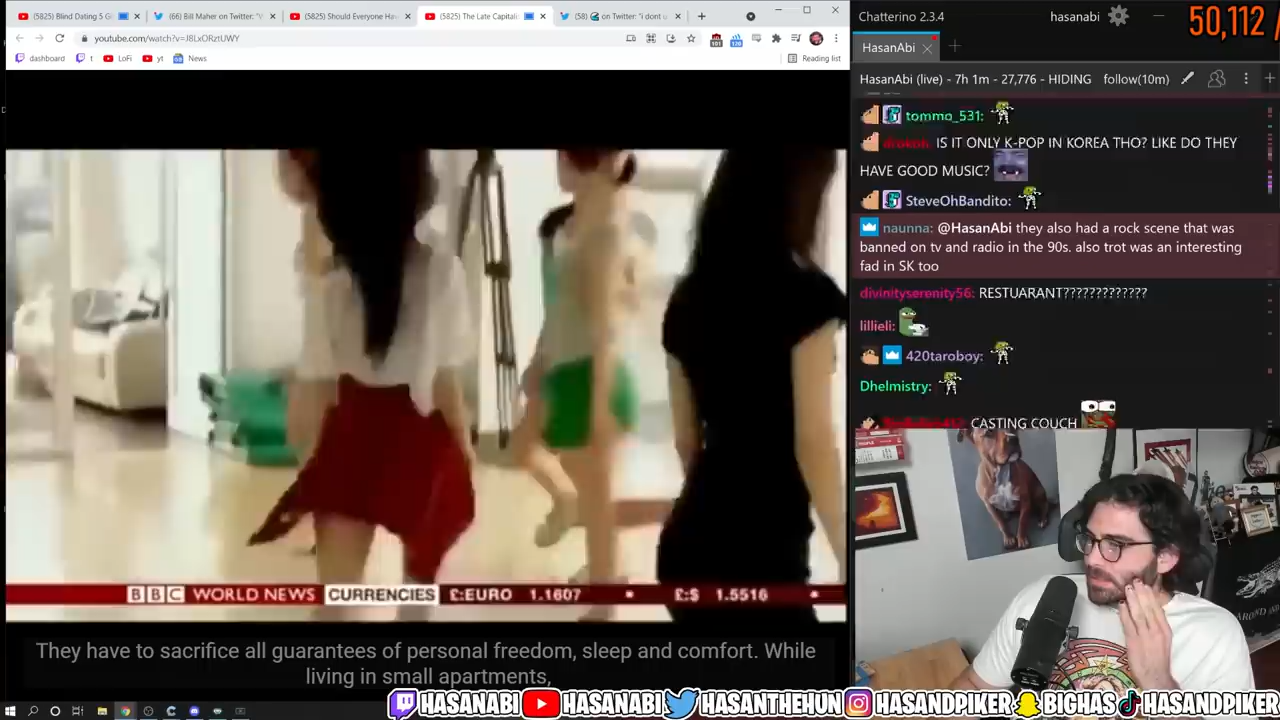 (5825) Blind Dating 5 G
(66) Bill Maher on Twitter: "V
(5825) Should Everyone Hav
(5825) The Late Capitali
(58) on Twitter: "i dont u
youtube.com/watch?v=J8LxORztUWY
dashboard
t
LoFi
yt
News
Reading list
Chatterino 2.3.4
hasanabi
50,112 /
HasanAbi
HasanAbi (live) - 7h 1m - 27,776 - HIDING
follow(10m)
tommo_531:
IS IT ONLY K-POP IN KOREA THO? LIKE DO THEY
HAVE GOOD MUSIC?
SteveOhBandito:
naunna: @HasanAbi they also had a rock scene that was
banned on tv and radio in the 90s. also trot was an interesting
fad in SK too
divinityserenity56: RESTUARANT?????????????
lillieli:
420taroboy:
Dhelmistry:
CASTING COUCH
BBC WORLD NEWS CURRENCIES £:EURO 1.1607 £:$ 1.5516
They have to sacrifice all guarantees of personal freedom, sleep and comfort. While
living in small apartments,
HASANABI HASANABI HASANTHEHUN HASANDPIKER BIGHAS HASANDPIKER